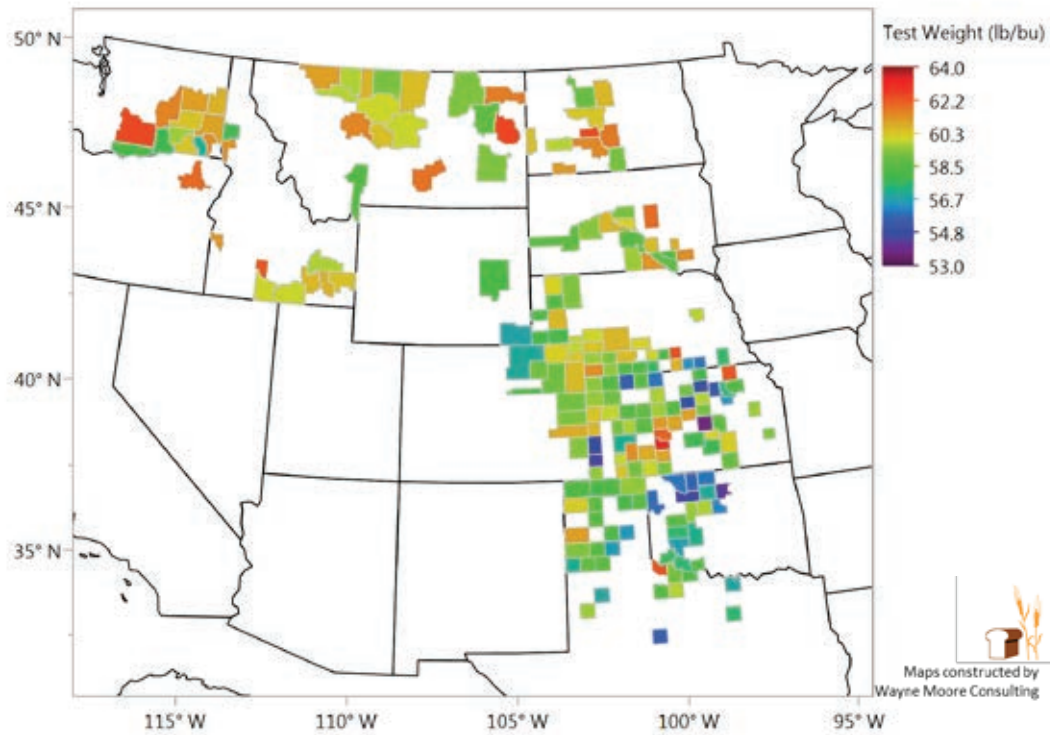 50° N
45° N
40° N
35° N
115° W
110° W
105° W
100° W
95° W
Test Weight (lb/bu)
64.0
62.2
60.3
58.5
56.7
54.8
53.0
Maps constructed by
Wayne Moore Consulting